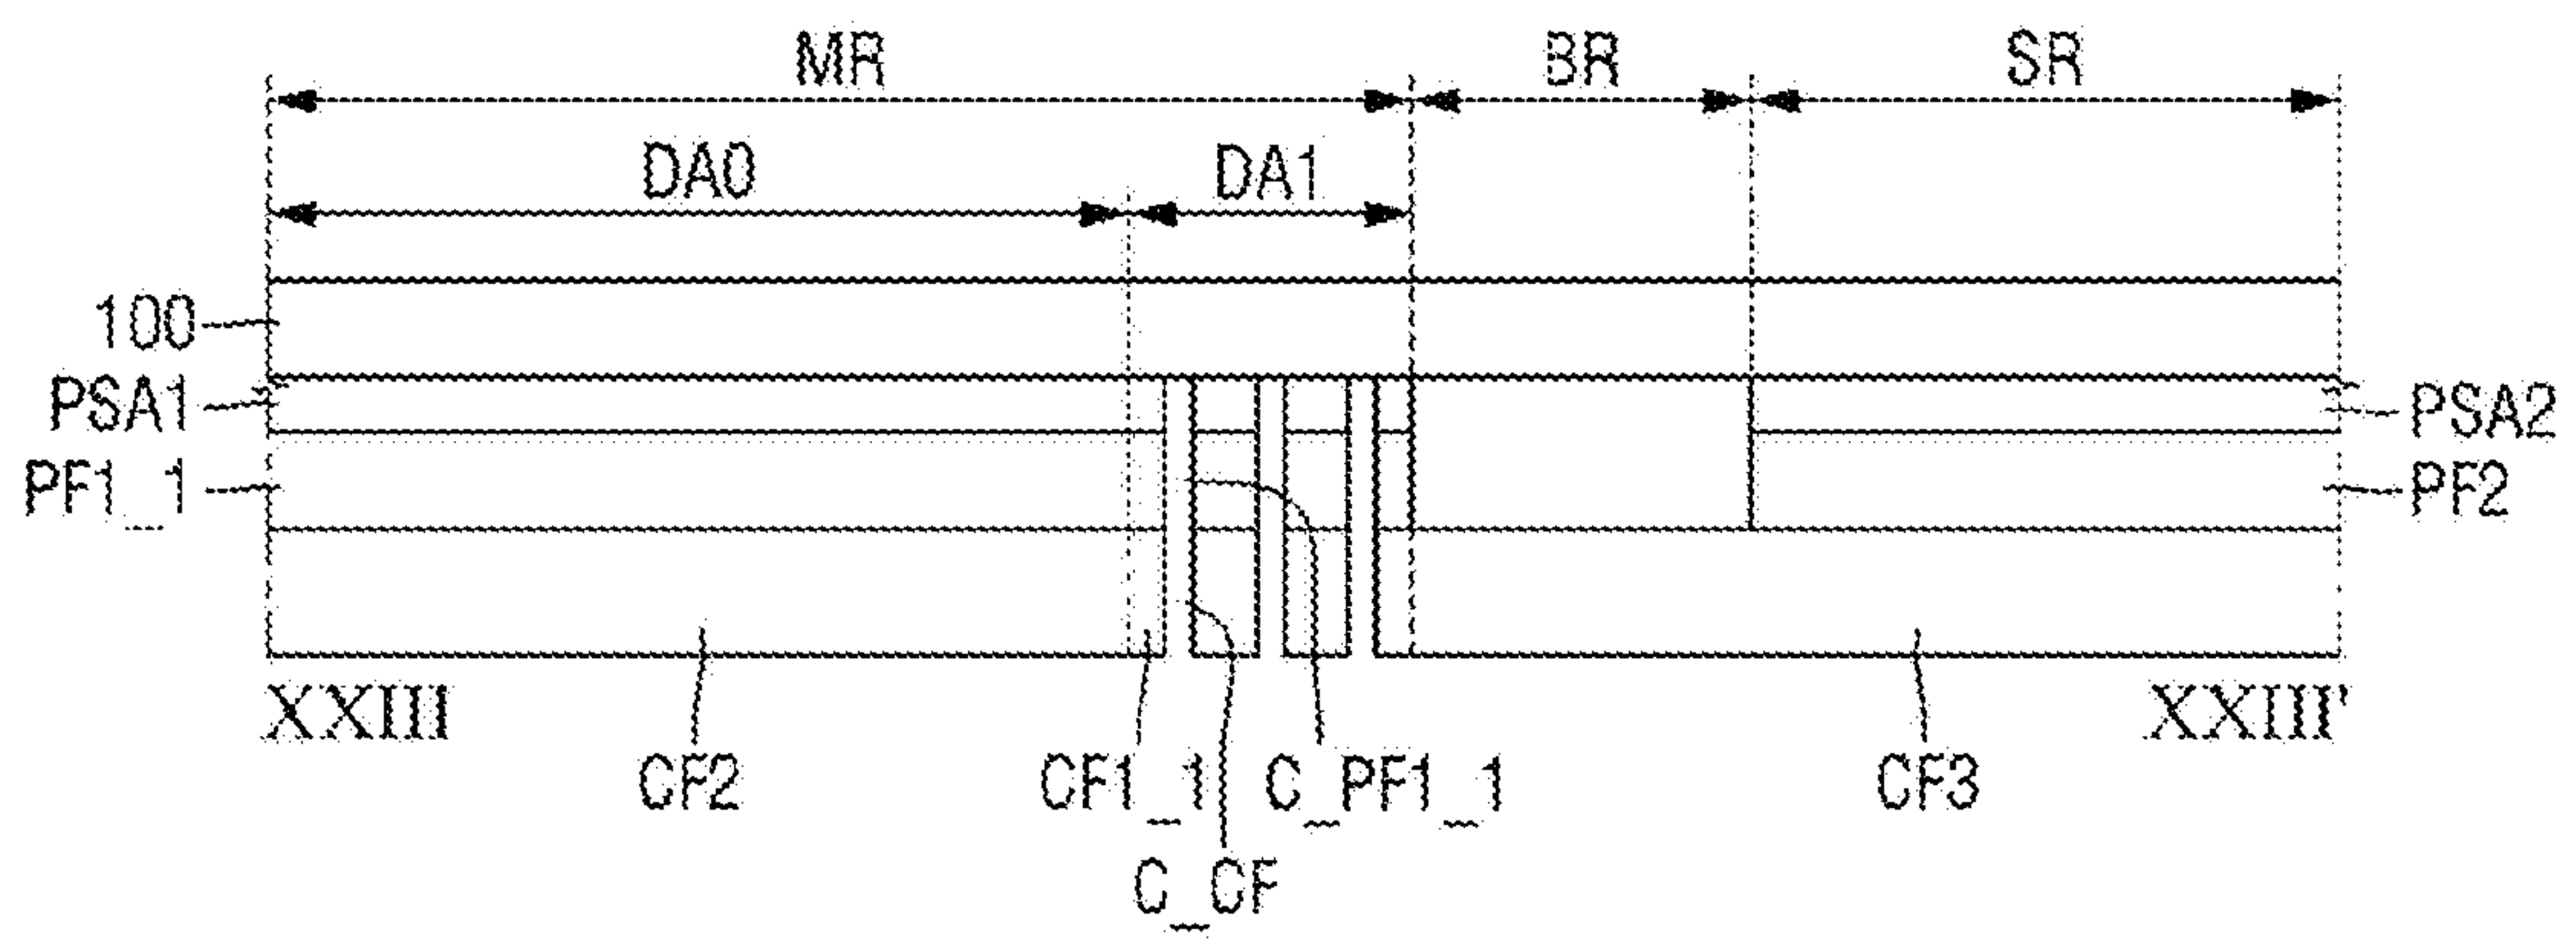 MR BR SR
DA0 DA1
100
PSA1 PSA2
PF1_1 PF2
XXIII XXIII'
CF2 CF1_1 C_PF1_1 CF3
C_CF